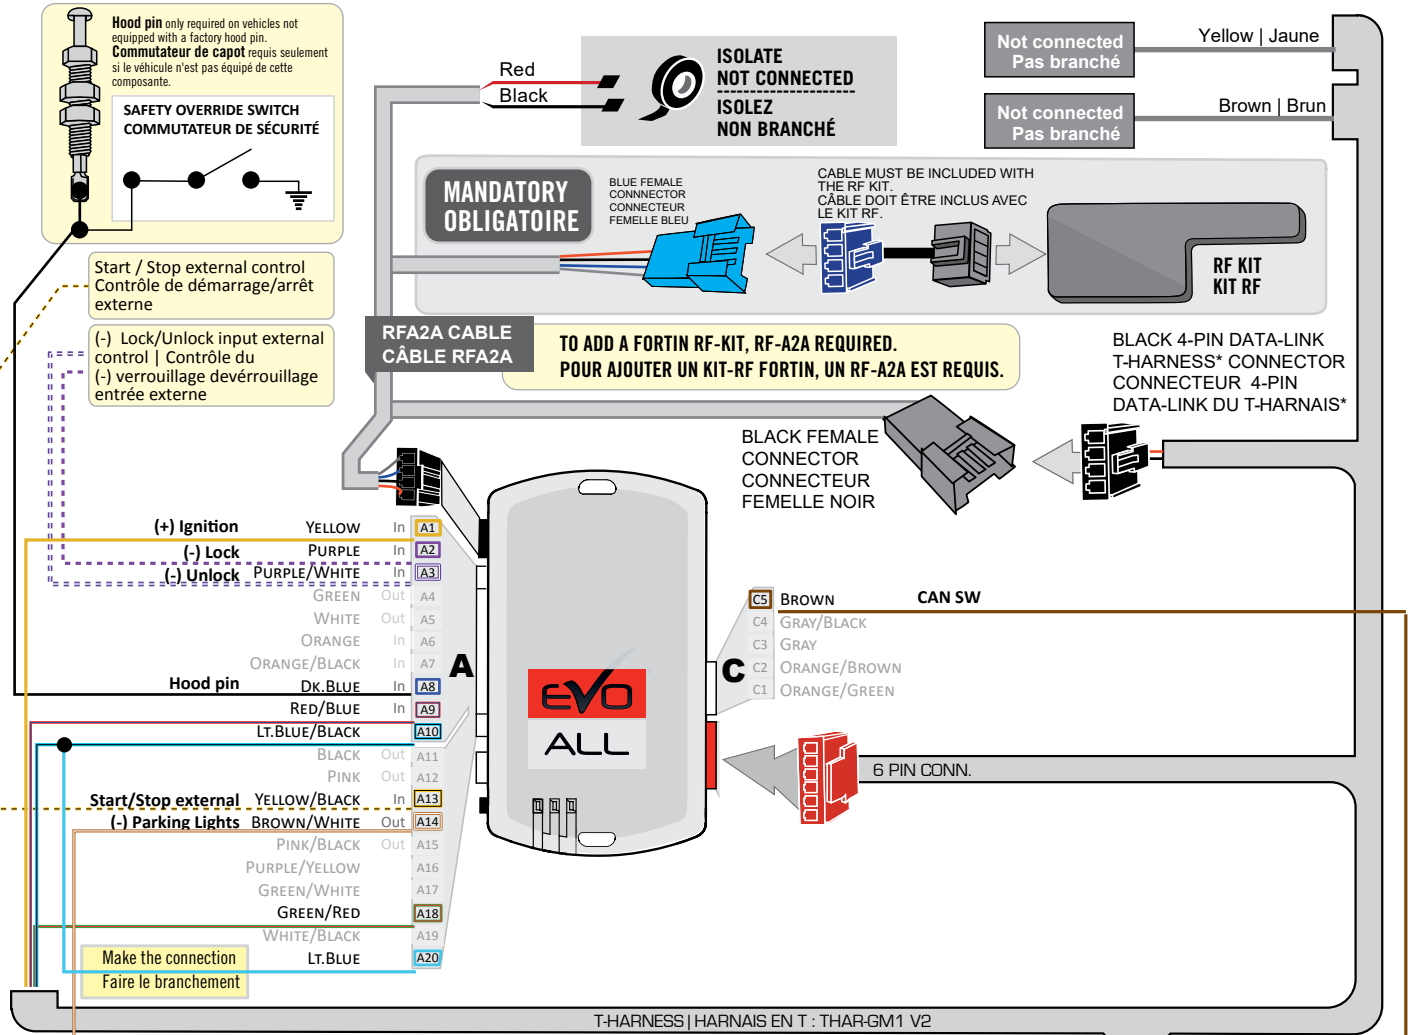 Hood pin only required on vehicles not
equipped with a factory hood pin.
Commutateur de capot requis seulement
si le véhicule n'est pas équipé de cette
composante.
SAFETY OVERRIDE SWITCH
COMMUTATEUR DE SÉCURITÉ
Red
Black
ISOLATE
NOT CONNECTED
ISOLEZ
NON BRANCHÉ
Not connected
Pas branché
Yellow | Jaune
Not connected
Pas branché
Brown | Brun
MANDATORY
OBLIGATOIRE
BLUE FEMALE
CONNNECTOR
CONNECTEUR
FEMELLE BLEU
CABLE MUST BE INCLUDED WITH
THE RF KIT.
CÂBLE DOIT ÊTRE INCLUS AVEC
LE KIT RF.
RF KIT
KIT RF
Start / Stop external control
Contrôle de démarrage/arrêt
externe
(-) Lock/Unlock input external
control | Contrôle du
(-) verrouillage devérrouillage
entrée externe
RFA2A CABLE
CÂBLE RFA2A
TO ADD A FORTIN RF-KIT, RF-A2A REQUIRED.
POUR AJOUTER UN KIT-RF FORTIN, UN RF-A2A EST REQUIS.
BLACK 4-PIN DATA-LINK
T-HARNESS* CONNECTOR
CONNECTEUR 4-PIN
DATA-LINK DU T-HARNAIS*
BLACK FEMALE
CONNECTOR
CONNECTEUR
FEMELLE NOIR
(+) Ignition YELLOW In A1
(-) Lock PURPLE In A2
(-) Unlock PURPLE/WHITE In A3
GREEN Out A4
WHITE Out A5
ORANGE In A6
ORANGE/BLACK In A7
Hood pin DK.BLUE In A8
RED/BLUE In A9
LT.BLUE/BLACK A10
BLACK Out A11
PINK Out A12
Start/Stop external YELLOW/BLACK In A13
(-) Parking Lights BROWN/WHITE Out A14
PINK/BLACK Out A15
PURPLE/YELLOW A16
GREEN/WHITE A17
GREEN/RED A18
WHITE/BLACK A19
LT.BLUE A20
A
EVO
ALL
C
C5 BROWN CAN SW
C4 GRAY/BLACK
C3 GRAY
C2 ORANGE/BROWN
C1 ORANGE/GREEN
6 PIN CONN.
Make the connection
Faire le branchement
T-HARNESS | HARNAIS EN T : THAR-GM1 V2